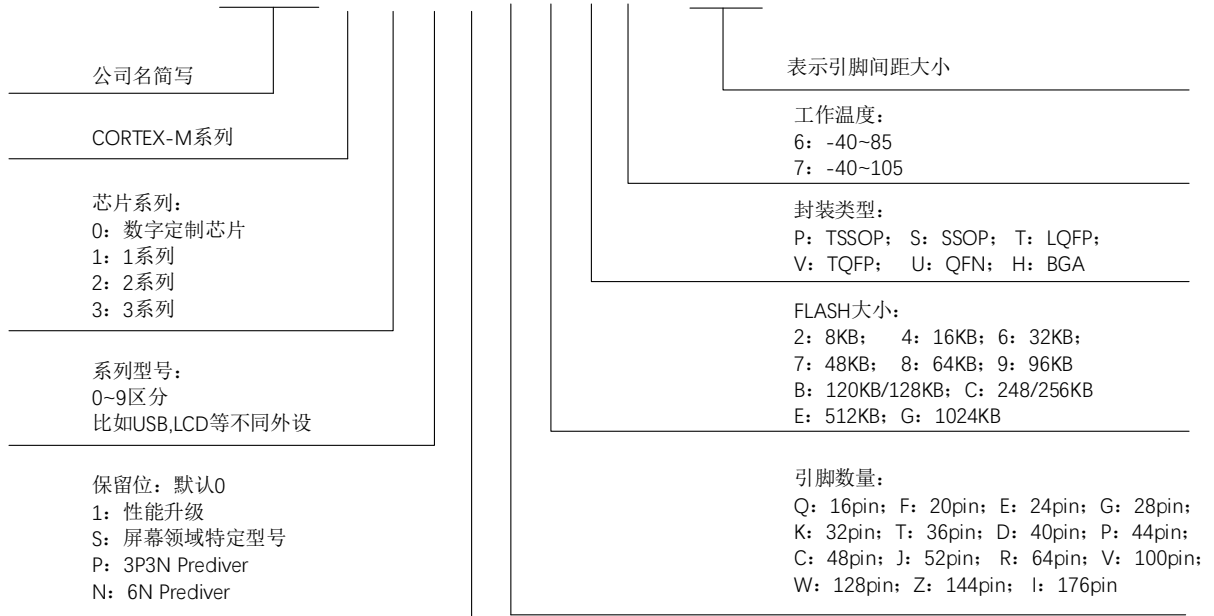 公司名简写
CORTEX-M系列
芯片系列：
0：数字定制芯片
1：1系列
2：2系列
3：3系列
系列型号：
0~9区分
比如USB,LCD等不同外设
保留位：默认0
1：性能升级
S：屏幕领域特定型号
P：3P3N Prediver
N：6N Prediver
表示引脚间距大小
工作温度：
6：-40~85
7：-40~105
封装类型：
P：TSSOP；S：SSOP；T：LQFP；
V：TQFP； U：QFN；H：BGA
FLASH大小：
2：8KB； 4：16KB；6：32KB；
7：48KB； 8：64KB；9：96KB
B：120KB/128KB；C：248/256KB
E：512KB；G：1024KB
引脚数量：
Q：16pin；F：20pin；E：24pin；G：28pin；
K：32pin；T：36pin；D：40pin；P：44pin；
C：48pin；J：52pin； R：64pin；V：100pin；
W：128pin；Z：144pin；I：176pin